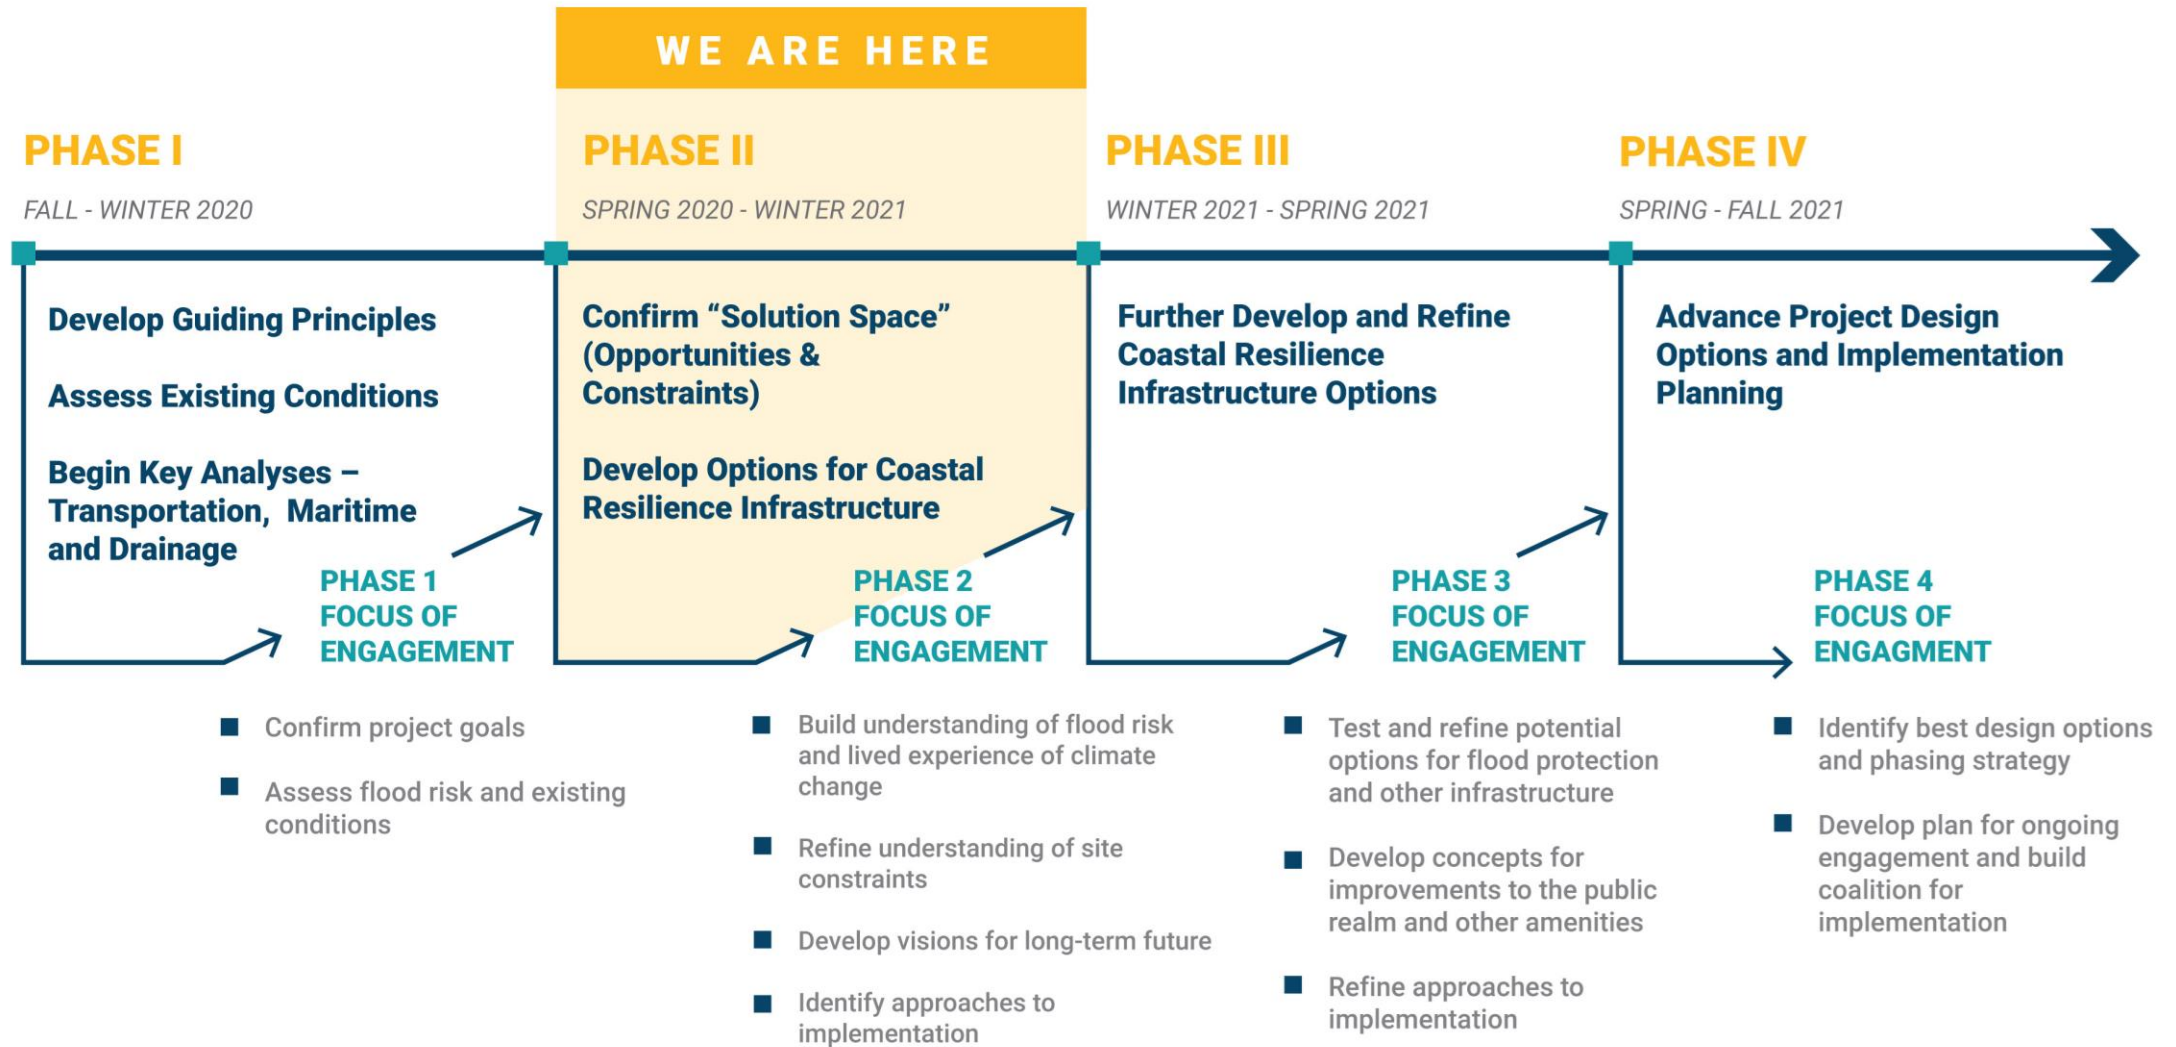 WE ARE HERE
PHASE I
FALL - WINTER 2020
Develop Guiding Principles
Assess Existing Conditions
Begin Key Analyses –
Transportation, Maritime
and Drainage
PHASE 1
FOCUS OF
ENGAGEMENT
Confirm project goals
Assess flood risk and existing
conditions
PHASE II
SPRING 2020 - WINTER 2021
Confirm “Solution Space”
(Opportunities &
Constraints)
Develop Options for Coastal
Resilience Infrastructure
PHASE 2
FOCUS OF
ENGAGEMENT
Build understanding of flood risk
and lived experience of climate
change
Refine understanding of site
constraints
Develop visions for long-term future
Identify approaches to
implementation
PHASE III
WINTER 2021 - SPRING 2021
Further Develop and Refine
Coastal Resilience
Infrastructure Options
PHASE 3
FOCUS OF
ENGAGEMENT
Test and refine potential
options for flood protection
and other infrastructure
Develop concepts for
improvements to the public
realm and other amenities
Refine approaches to
implementation
PHASE IV
SPRING - FALL 2021
Advance Project Design
Options and Implementation
Planning
PHASE 4
FOCUS OF
ENGAGMENT
Identify best design options
and phasing strategy
Develop plan for ongoing
engagement and build
coalition for
implementation